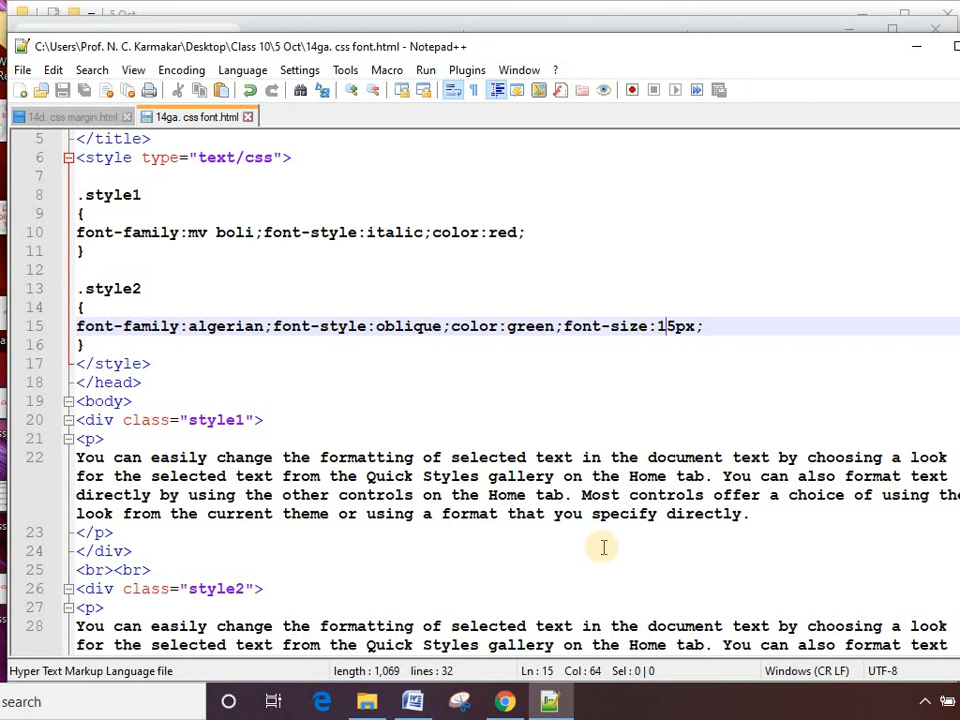 5 Oct
C:\Users\Prof. N. C. Karmakar\Desktop\Class 10\5 Oct\14ga. css font.html - Notepad++
File Edit Search View Encoding Language Settings Tools Macro Run Plugins Window ?
14d. css margin.html 14ga. css font.html
5 </title>
6 <style type="text/css">
7
8 .style1
9 {
10 font-family:mv boli;font-style:italic;color:red;
11 }
12
13 .style2
14 {
15 font-family:algerian;font-style:oblique;color:green;font-size:15px;
16 }
17 </style>
18 </head>
19 <body>
20 <div class="style1">
21 <p>
22 You can easily change the formatting of selected text in the document text by choosing a look
for the selected text from the Quick Styles gallery on the Home tab. You can also format text
directly by using the other controls on the Home tab. Most controls offer a choice of using the
look from the current theme or using a format that you specify directly.
23 </p>
24 </div>
25 <br><br>
26 <div class="style2">
27 <p>
28 You can easily change the formatting of selected text in the document text by choosing a look
for the selected text from the Quick Styles gallery on the Home tab. You can also format text
Hyper Text Markup Language file length : 1,069 lines : 32 Ln : 15 Col : 64 Sel : 0 | 0 Windows (CR LF) UTF-8
search